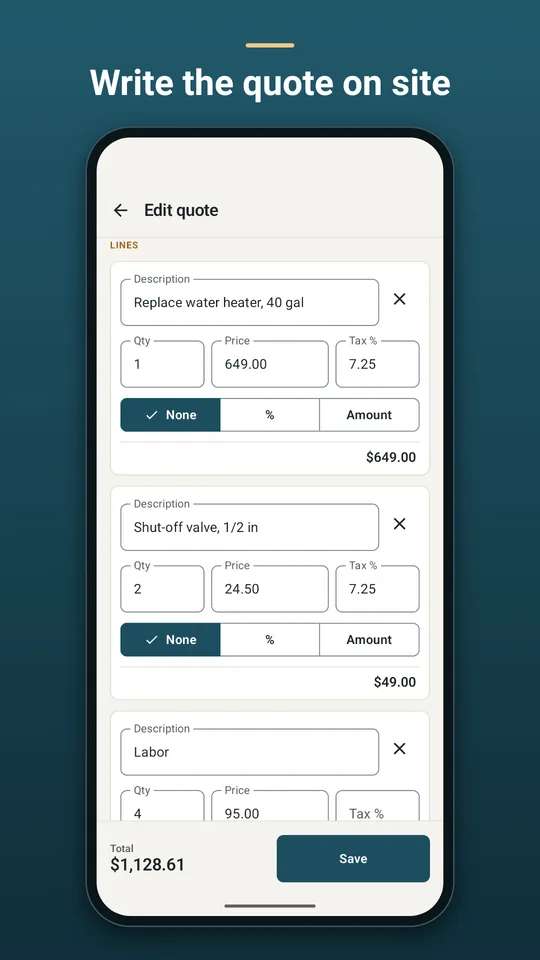 Write the quote on site
Edit quote
LINES
Description
Replace water heater, 40 gal
Qty
Price
Tax %
1
649.00
7.25
None
%
Amount
$649.00
Description
Shut-off valve, 1/2 in
Qty
Price
Tax %
2
24.50
7.25
None
%
Amount
$49.00
Description
Labor
Qty
Price
4
95.00
Tax %
Total
$1,128.61
Save